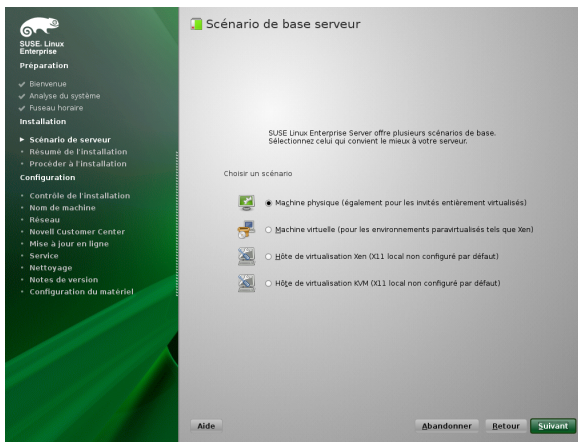 SUSE. Linux
Enterprise
Préparation
Bienvenue
Analyse du système
Fuseau horaire
Installation
Scénario de serveur
Résumé de l'installation
Procéder à l'installation
Configuration
Contrôle de l'installation
Nom de machine
Réseau
Novell Customer Center
Mise à jour en ligne
Service
Nettoyage
Notes de version
Configuration du matériel
Scénario de base serveur
SUSE Linux Enterprise Server offre plusieurs scénarios de base.
Sélectionnez celui qui convient le mieux à votre serveur.
Choisir un scénario
Machine physique (également pour les invités entièrement virtualisés)
Machine virtuelle (pour les environnements paravirtualisés tels que Xen)
Hôte de virtualisation Xen (X11 local non configuré par défaut)
Hôte de virtualisation KVM (X11 local non configuré par défaut)
Aide
Abandonner
Retour
Suivant